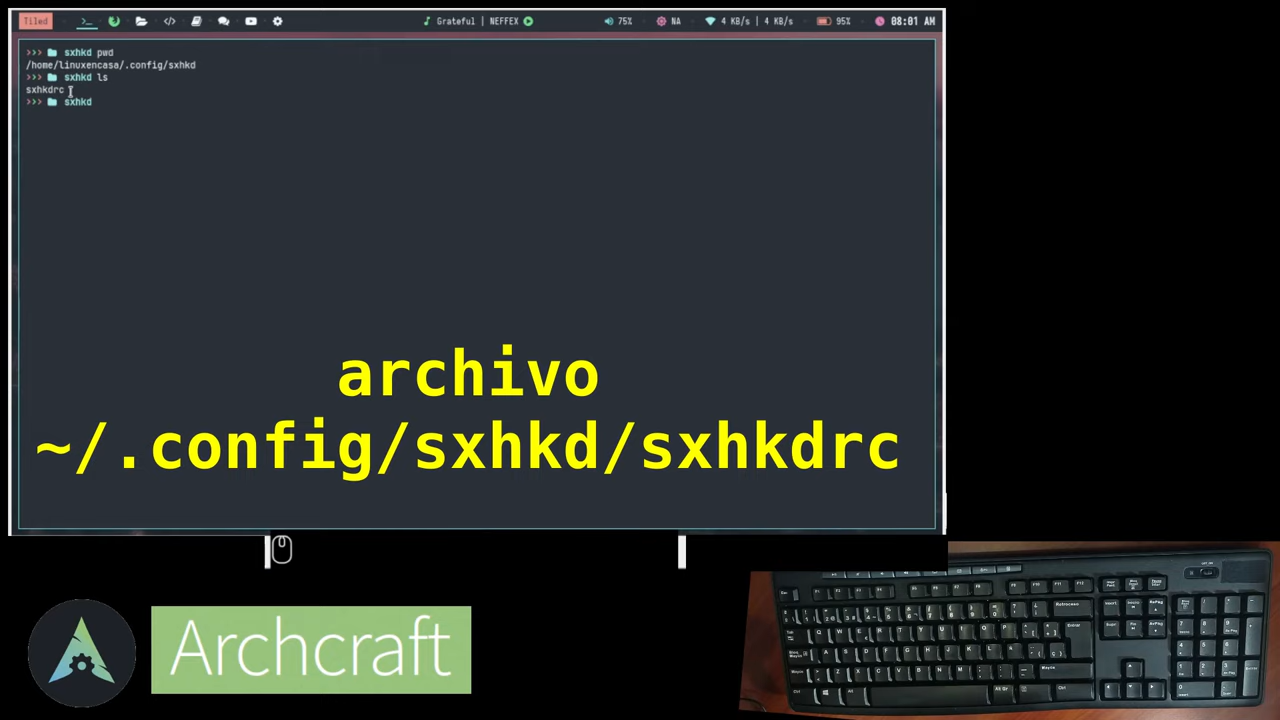 Tiled >_ </> Grateful | NEFFEX 75% NA 4 KB/s | 4 KB/s 95% 08:01 AM
>>> sxhkd pwd
/home/linuxencasa/.config/sxhkd
>>> sxhkd ls
sxhkdrc
>>> sxhkd
archivo
~/.config/sxhkd/sxhkdrc
Archcraft